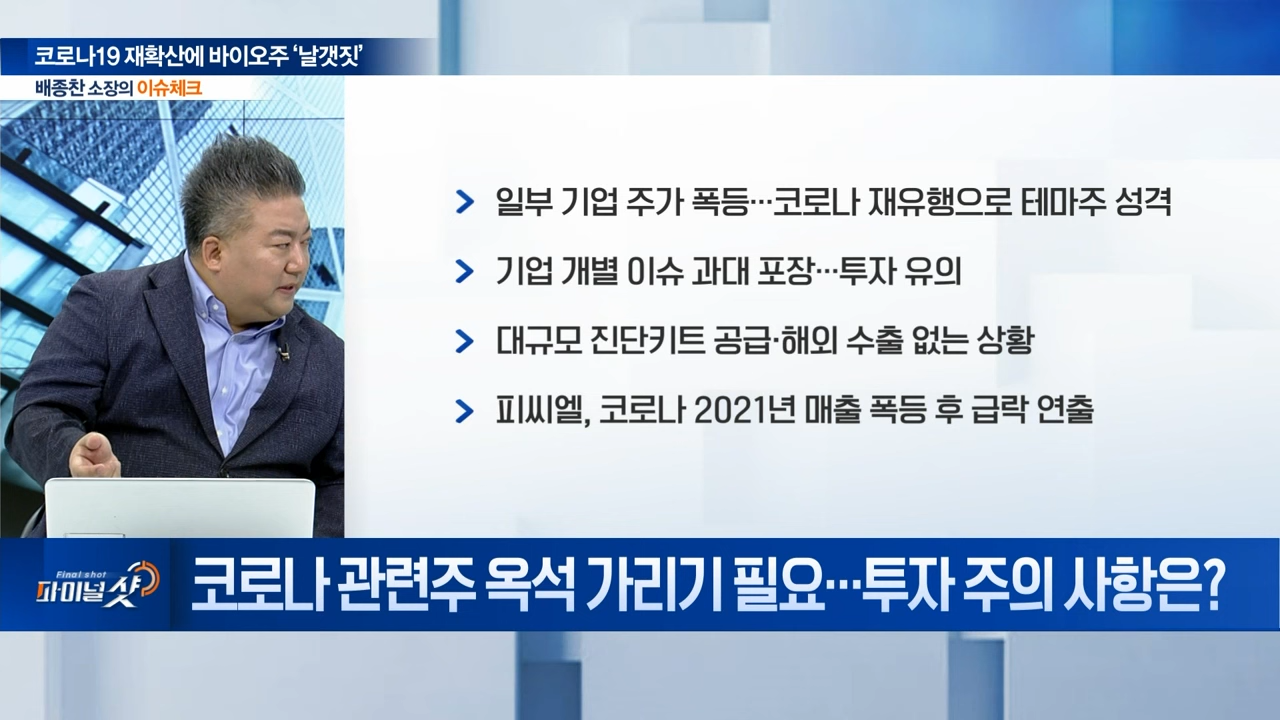 코로나19 재확산에 바이오주 ‘날갯짓’
배종찬 소장의 이슈체크
일부 기업 주가 폭등…코로나 재유행으로 테마주 성격
기업 개별 이슈 과대 포장…투자 유의
대규모 진단키트 공급·해외 수출 없는 상황
피씨엘, 코로나 2021년 매출 폭등 후 급락 연출
Final shot
파이널샷
코로나 관련주 옥석 가리기 필요…투자 주의 사항은?